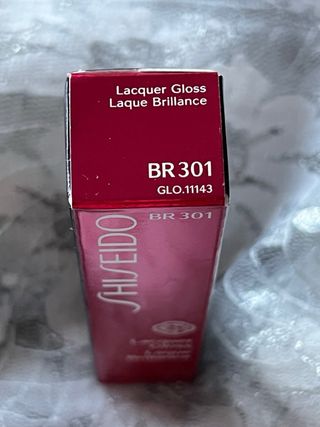 Lacquer Gloss
Laque Brillance
BR 301
GLO.11143
BR 301
SHISEIDO